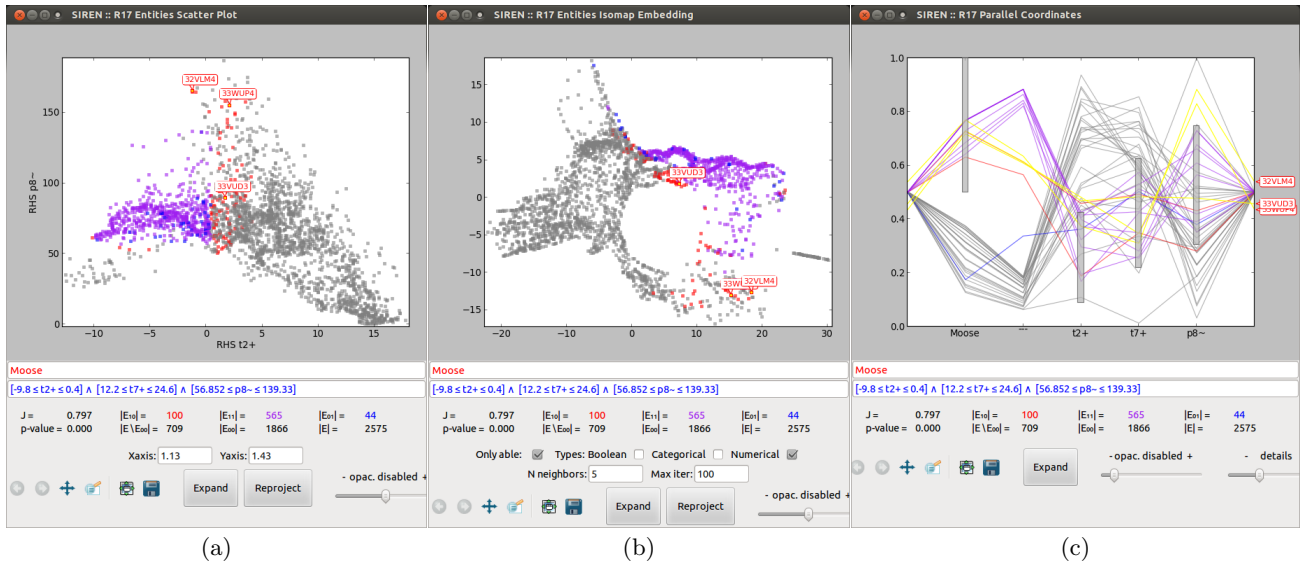 SIREN :: R17 Entities Scatter Plot
32VLM4
33WUP4
33VUD3
150
100
50
0
RHS p8~
−10 −5 0 5 10 15
RHS t2+
Moose
[-9.8 ≤ t2+ ≤ 0.4] ∧ [12.2 ≤ t7+ ≤ 24.6] ∧ [56.852 ≤ p8~ ≤ 139.33]
J = 0.797 |E₁₀| = 100 |E₁₁| = 565 |E₀₁| = 44
p-value = 0.000 |E∖E₀₀| = 709 |E₀₀| = 1866 |E| = 2575
Xaxis: 1.13 Yaxis: 1.43
Expand Reproject - opac. disabled +
(a)
SIREN :: R17 Entities Isomap Embedding
33VUD3
32VLM4
15
10
5
0
−5
−10
−15
−20 −10 0 10 20 30
Moose
[-9.8 ≤ t2+ ≤ 0.4] ∧ [12.2 ≤ t7+ ≤ 24.6] ∧ [56.852 ≤ p8~ ≤ 139.33]
J = 0.797 |E₁₀| = 100 |E₁₁| = 565 |E₀₁| = 44
p-value = 0.000 |E∖E₀₀| = 709 |E₀₀| = 1866 |E| = 2575
Only able: Types: Boolean Categorical Numerical
N neighbors: 5 Max iter: 100
Expand Reproject - opac. disabled +
(b)
SIREN :: R17 Parallel Coordinates
1.0
0.8
0.6
0.4
0.2
0.0
32VLM4
33VUD3
33WUP4
Moose --- t2+ t7+ p8~
Moose
[-9.8 ≤ t2+ ≤ 0.4] ∧ [12.2 ≤ t7+ ≤ 24.6] ∧ [56.852 ≤ p8~ ≤ 139.33]
J = 0.797 |E₁₀| = 100 |E₁₁| = 565 |E₀₁| = 44
p-value = 0.000 |E∖E₀₀| = 709 |E₀₀| = 1866 |E| = 2575
Expand - opac. disabled + - details
(c)